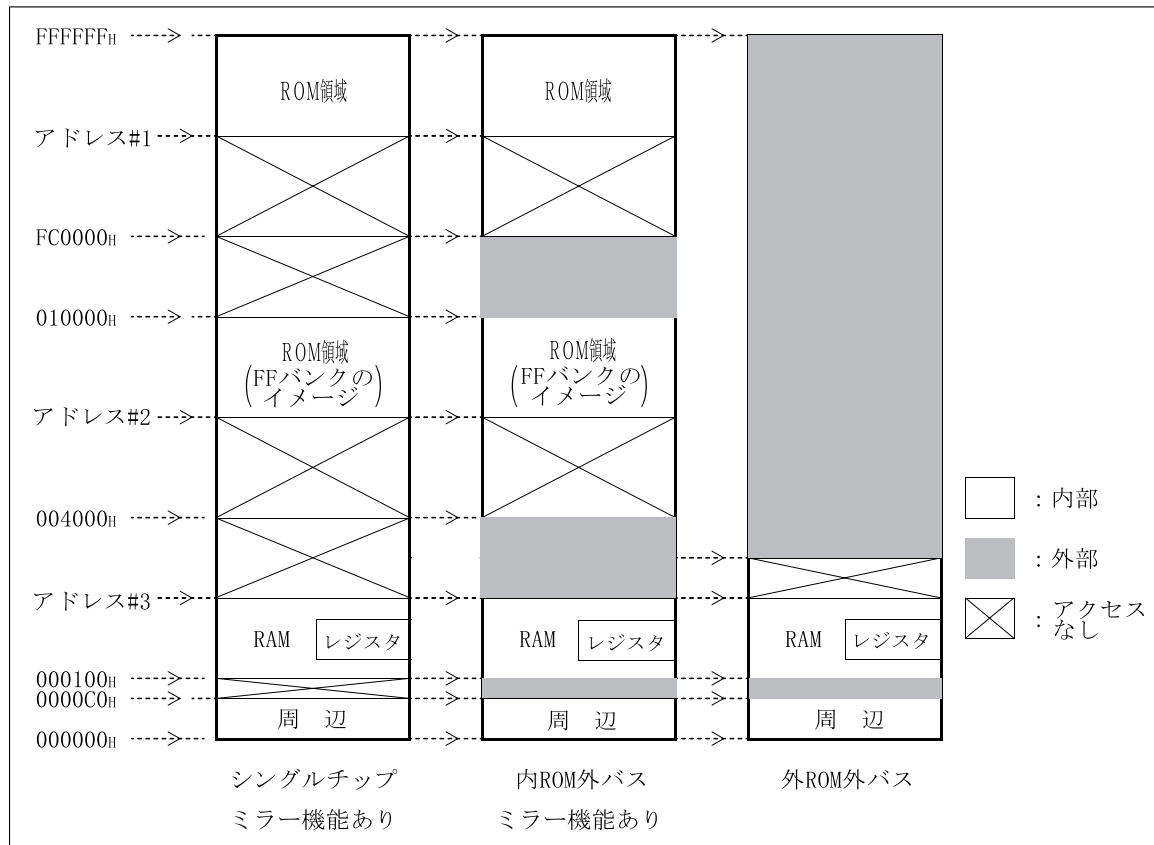 FFFFFFH
ROM領域
ROM領域
アドレス#1
FC0000H
010000H
ROM領域
(FFバンクの
イメージ)
ROM領域
(FFバンクの
イメージ)
アドレス#2
004000H
アドレス#3
RAM
レジスタ
RAM
レジスタ
RAM
レジスタ
000100H
0000C0H
周 辺
周 辺
周 辺
000000H
シングルチップ
ミラー機能あり
内ROM外バス
ミラー機能あり
外ROM外バス
:内部
:外部
:アクセス
なし